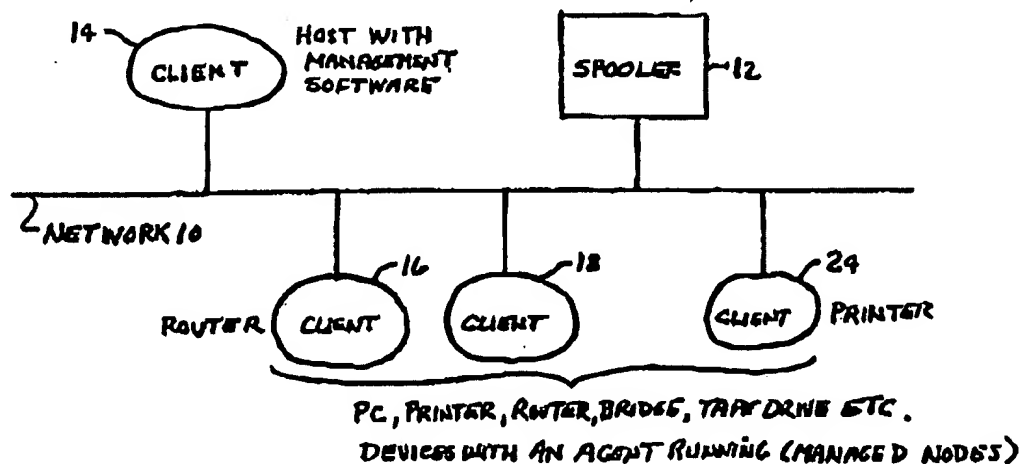 14
CLIENT
HOST WITH
MANAGEMENT
SOFTWARE
SPOOLER
12
NETWORK 10
16
18
24
ROUTER
CLIENT
CLIENT
CLIENT
PRINTER
PC, PRINTER, ROUTER, BRIDGE, TAPE DRIVE ETC.
DEVICES WITH AN AGENT RUNNING (MANAGED NODES)